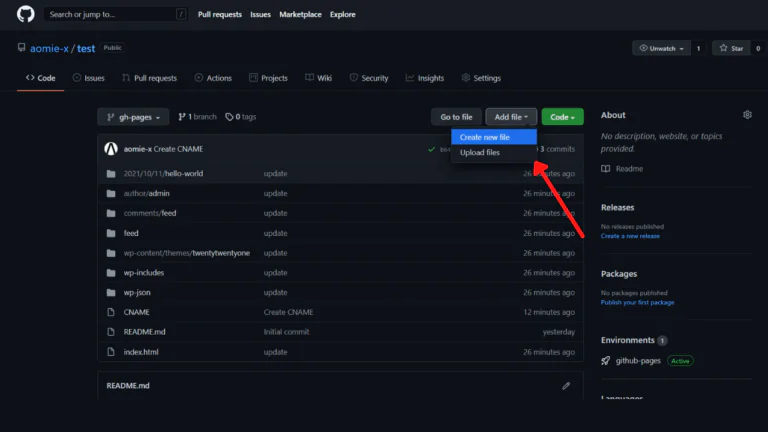 Search or jump to... /
Pull requests Issues Marketplace Explore
aomie-x / test Public
Unwatch 1 Star 0
Code Issues Pull requests Actions Projects Wiki Security Insights Settings
gh-pages 1 branch 0 tags Go to file Add file Code
Create new file
Upload files
aomie-x Create CNAME 3 commits
2021/10/11/hello-world update 26 minutes ago
author/admin update 26 minutes ago
comments/feed update 26 minutes ago
feed update 26 minutes ago
wp-content/themes/twentytwentyone update 26 minutes ago
wp-includes update 26 minutes ago
wp-json update 26 minutes ago
CNAME Create CNAME 12 minutes ago
README.md Initial commit yesterday
index.html update 26 minutes ago
README.md
About
No description, website, or topics
provided.
Readme
Releases
No releases published
Create a new release
Packages
No packages published
Publish your first package
Environments 1
github-pages Active
Languages